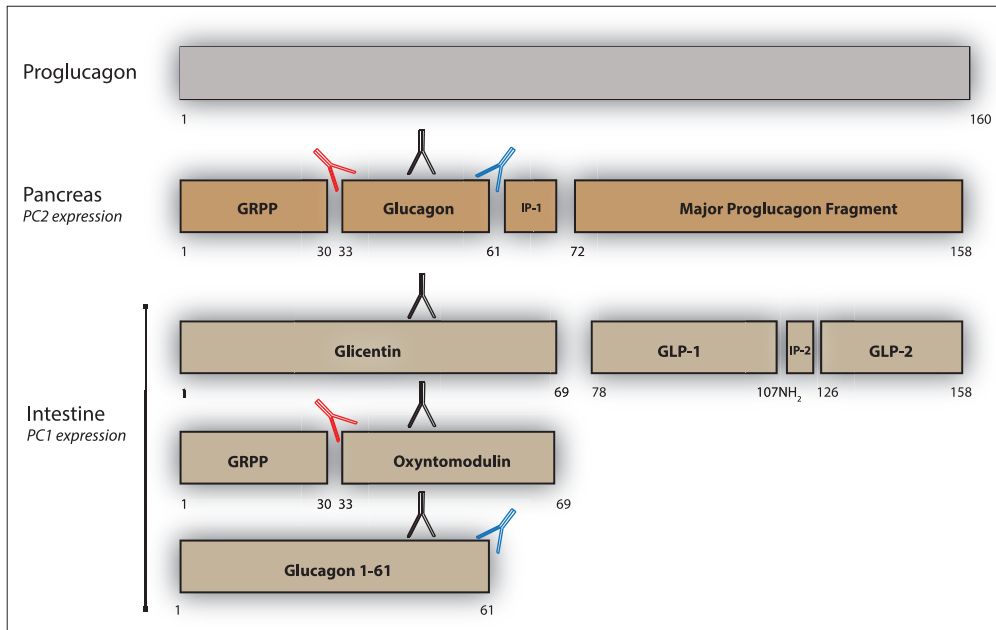 Proglucagon
1 160
Pancreas
PC2 expression
GRPP Glucagon IP-1 Major Proglucagon Fragment
1 30 33 61 72 158
Intestine
PC1 expression
Glicentin GLP-1 IP-2 GLP-2
1 69 78 107NH₂ 126 158
GRPP Oxyntomodulin
1 30 33 69
Glucagon 1-61
1 61